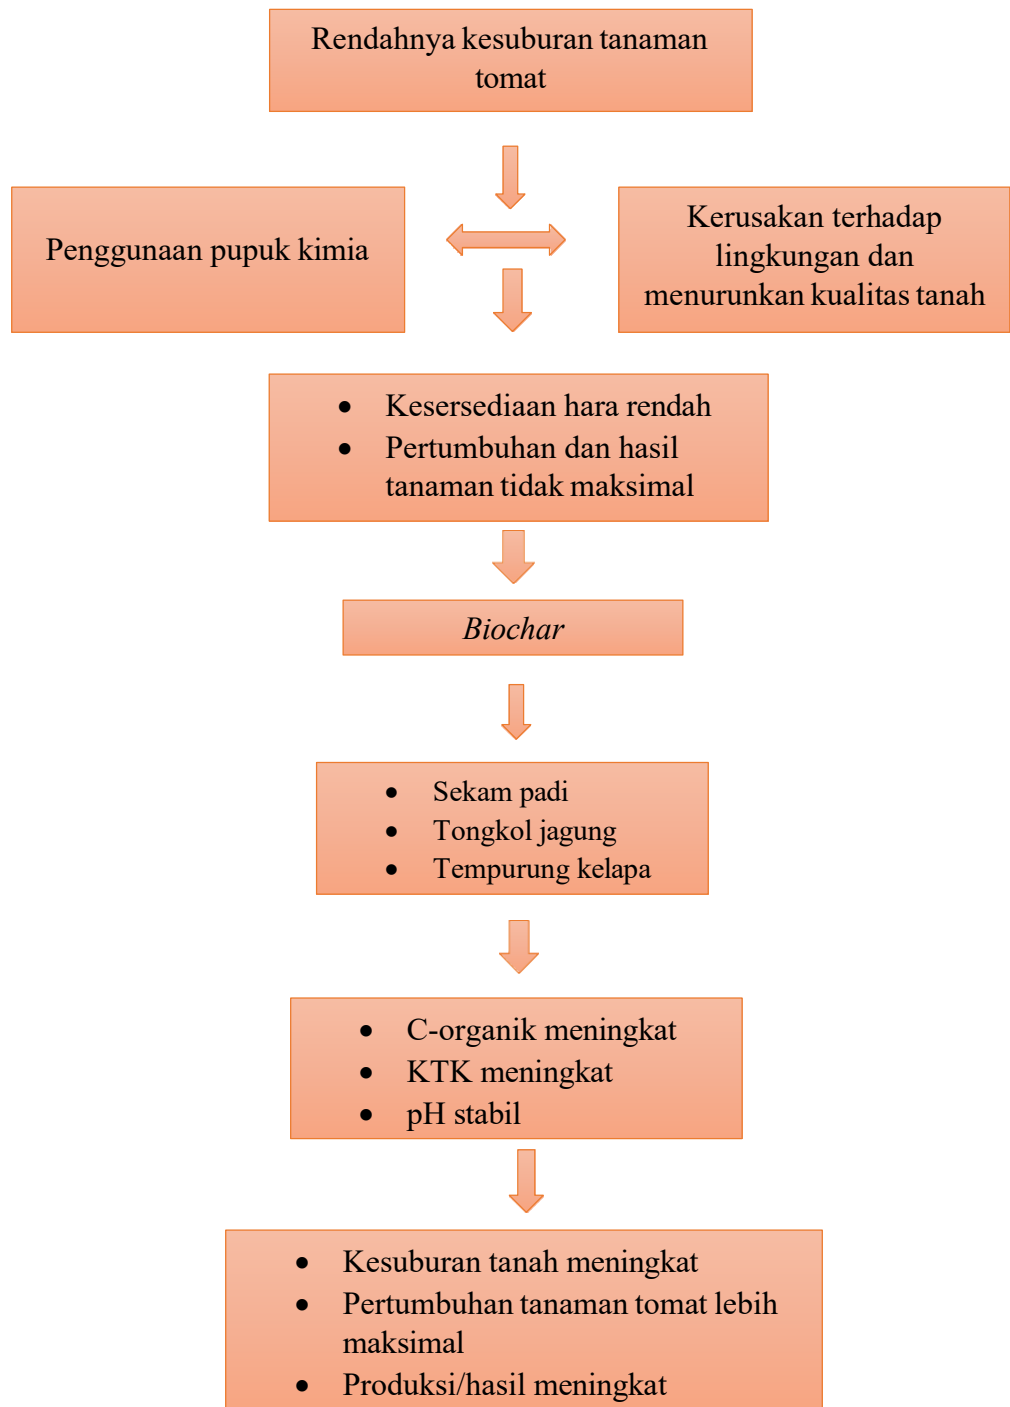 Rendahnya kesuburan tanaman
tomat
Penggunaan pupuk kimia
Kerusakan terhadap
lingkungan dan
menurunkan kualitas tanah
• Kesersediaan hara rendah
• Pertumbuhan dan hasil
tanaman tidak maksimal
Biochar
• Sekam padi
• Tongkol jagung
• Tempurung kelapa
• C-organik meningkat
• KTK meningkat
• pH stabil
• Kesuburan tanah meningkat
• Pertumbuhan tanaman tomat lebih
maksimal
• Produksi/hasil meningkat